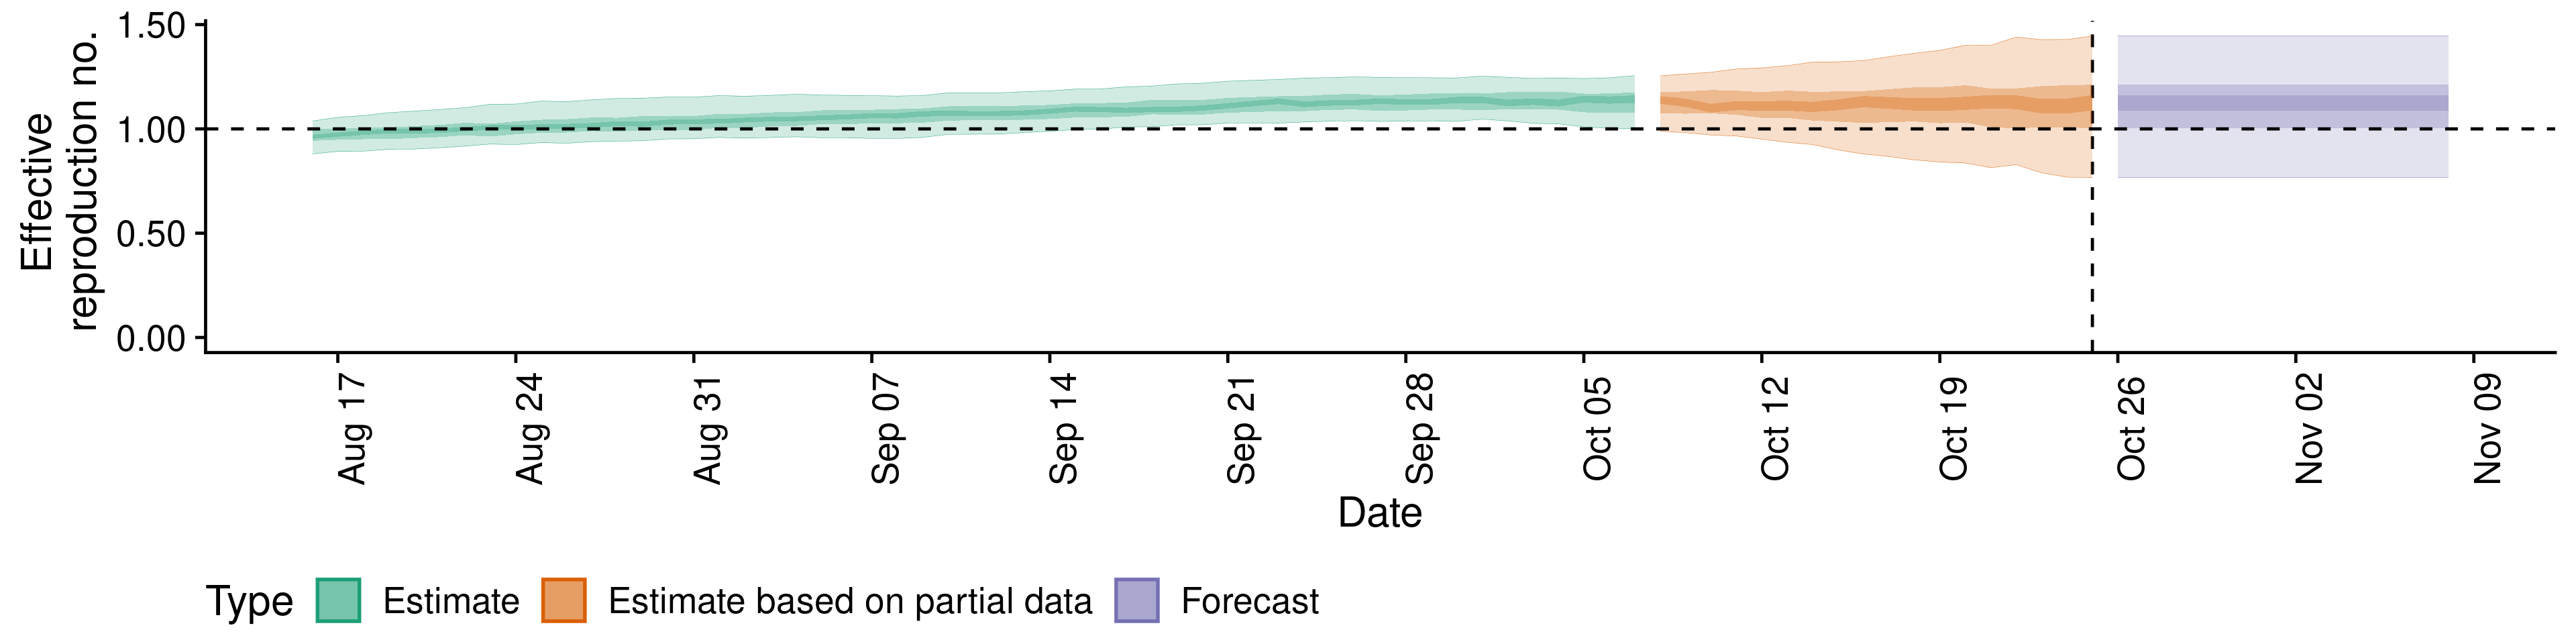 Effective
reproduction no.
1.50
1.00
0.50
0.00
Aug 17
Aug 24
Aug 31
Sep 07
Sep 14
Sep 21
Sep 28
Oct 05
Oct 12
Oct 19
Oct 26
Nov 02
Nov 09
Date
Type Estimate Estimate based on partial data Forecast